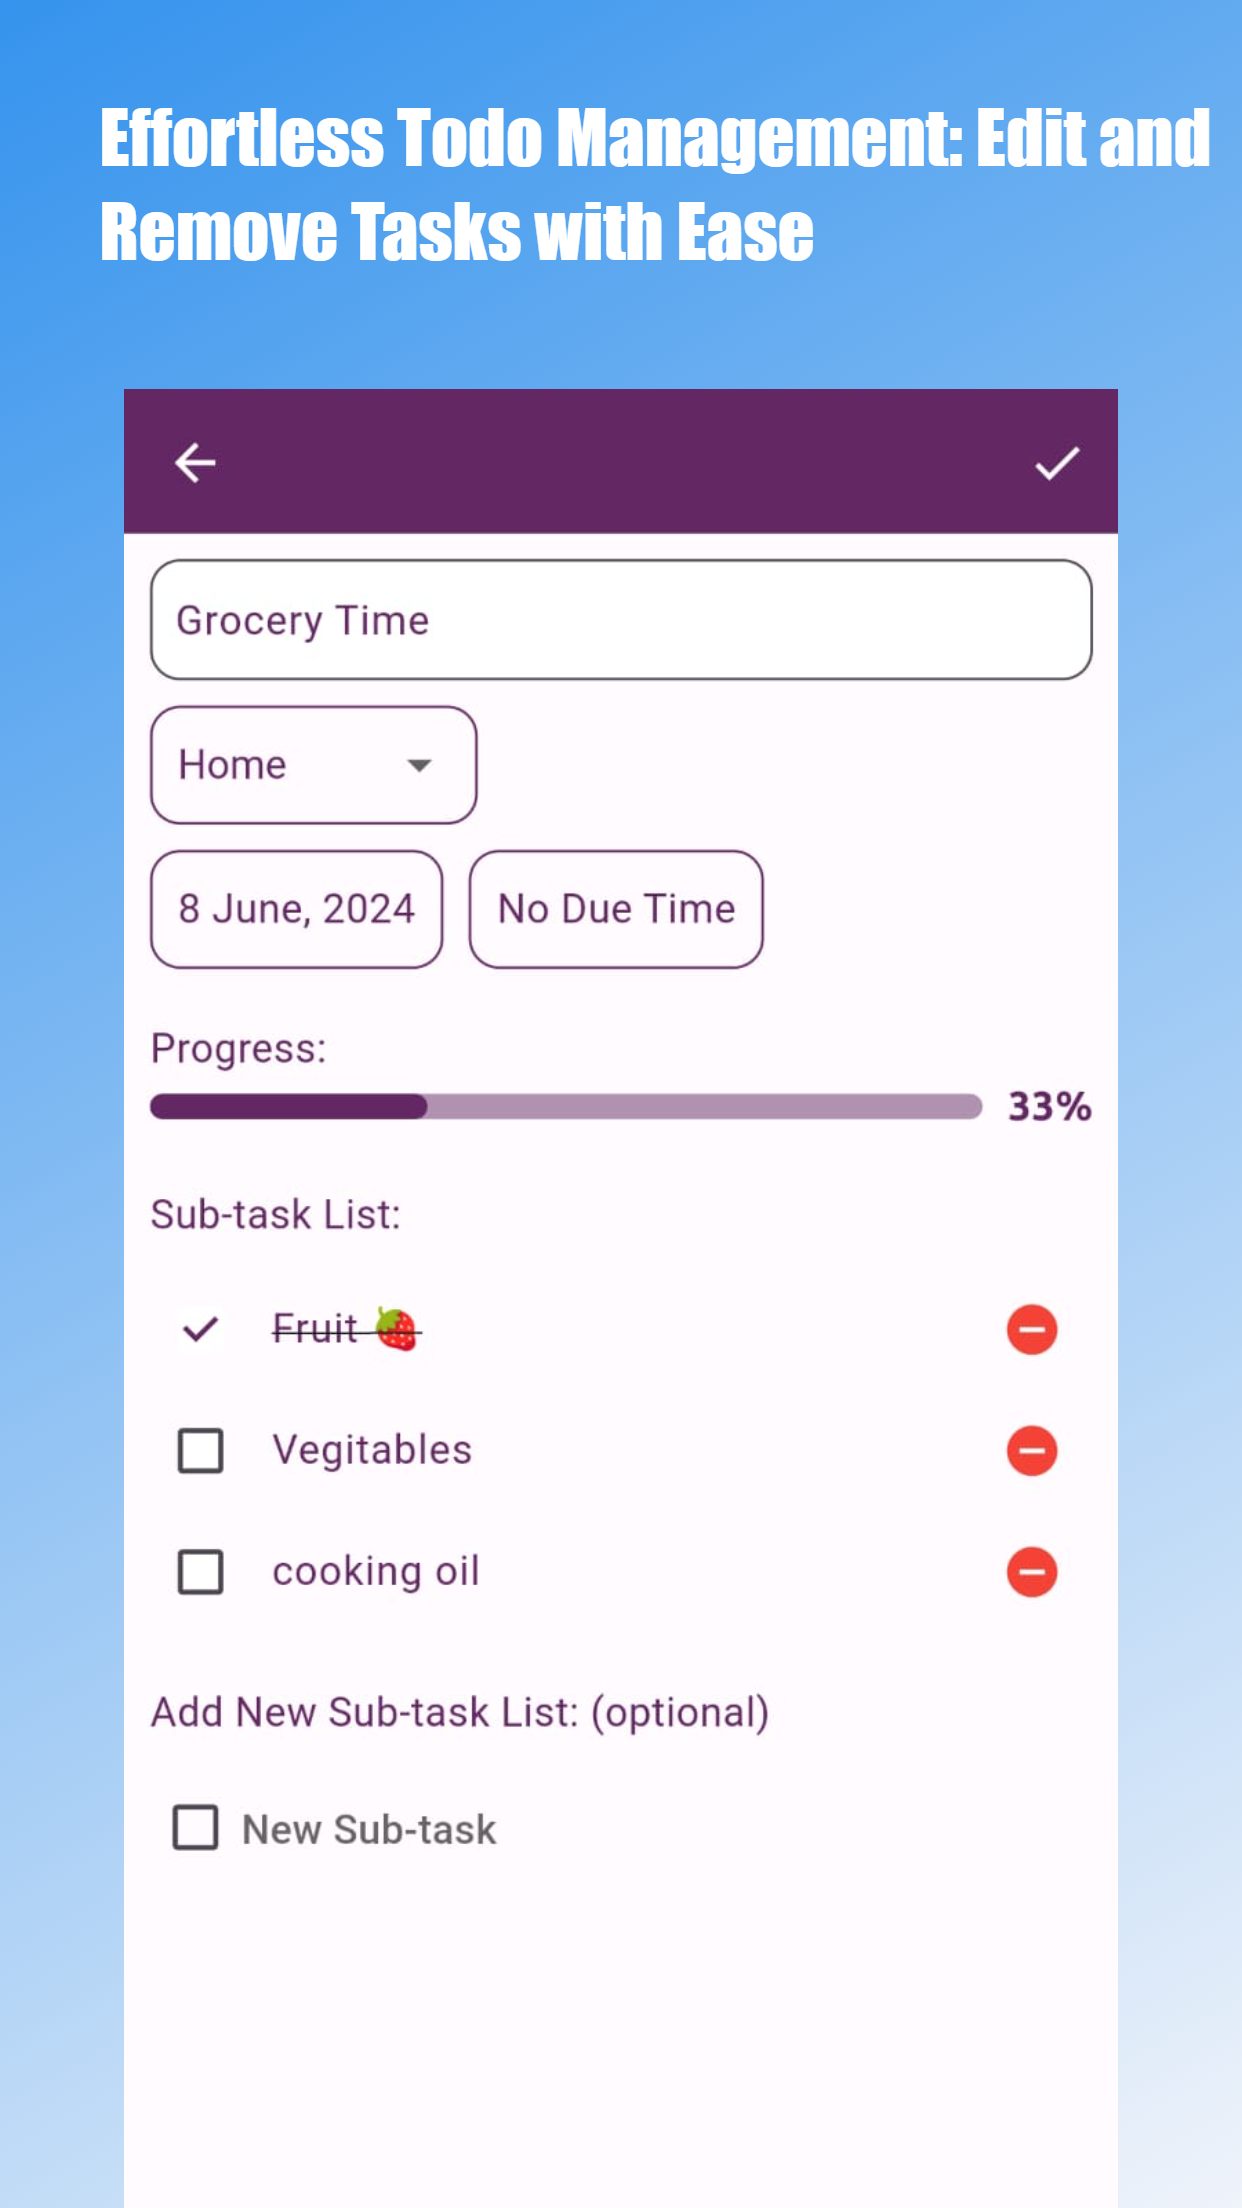 Effortless Todo Management: Edit and
Remove Tasks with Ease
Grocery Time
Home
8 June, 2024 No Due Time
Progress:
33%
Sub-task List:
Fruit 🍓
Vegitables
cooking oil
Add New Sub-task List: (optional)
New Sub-task